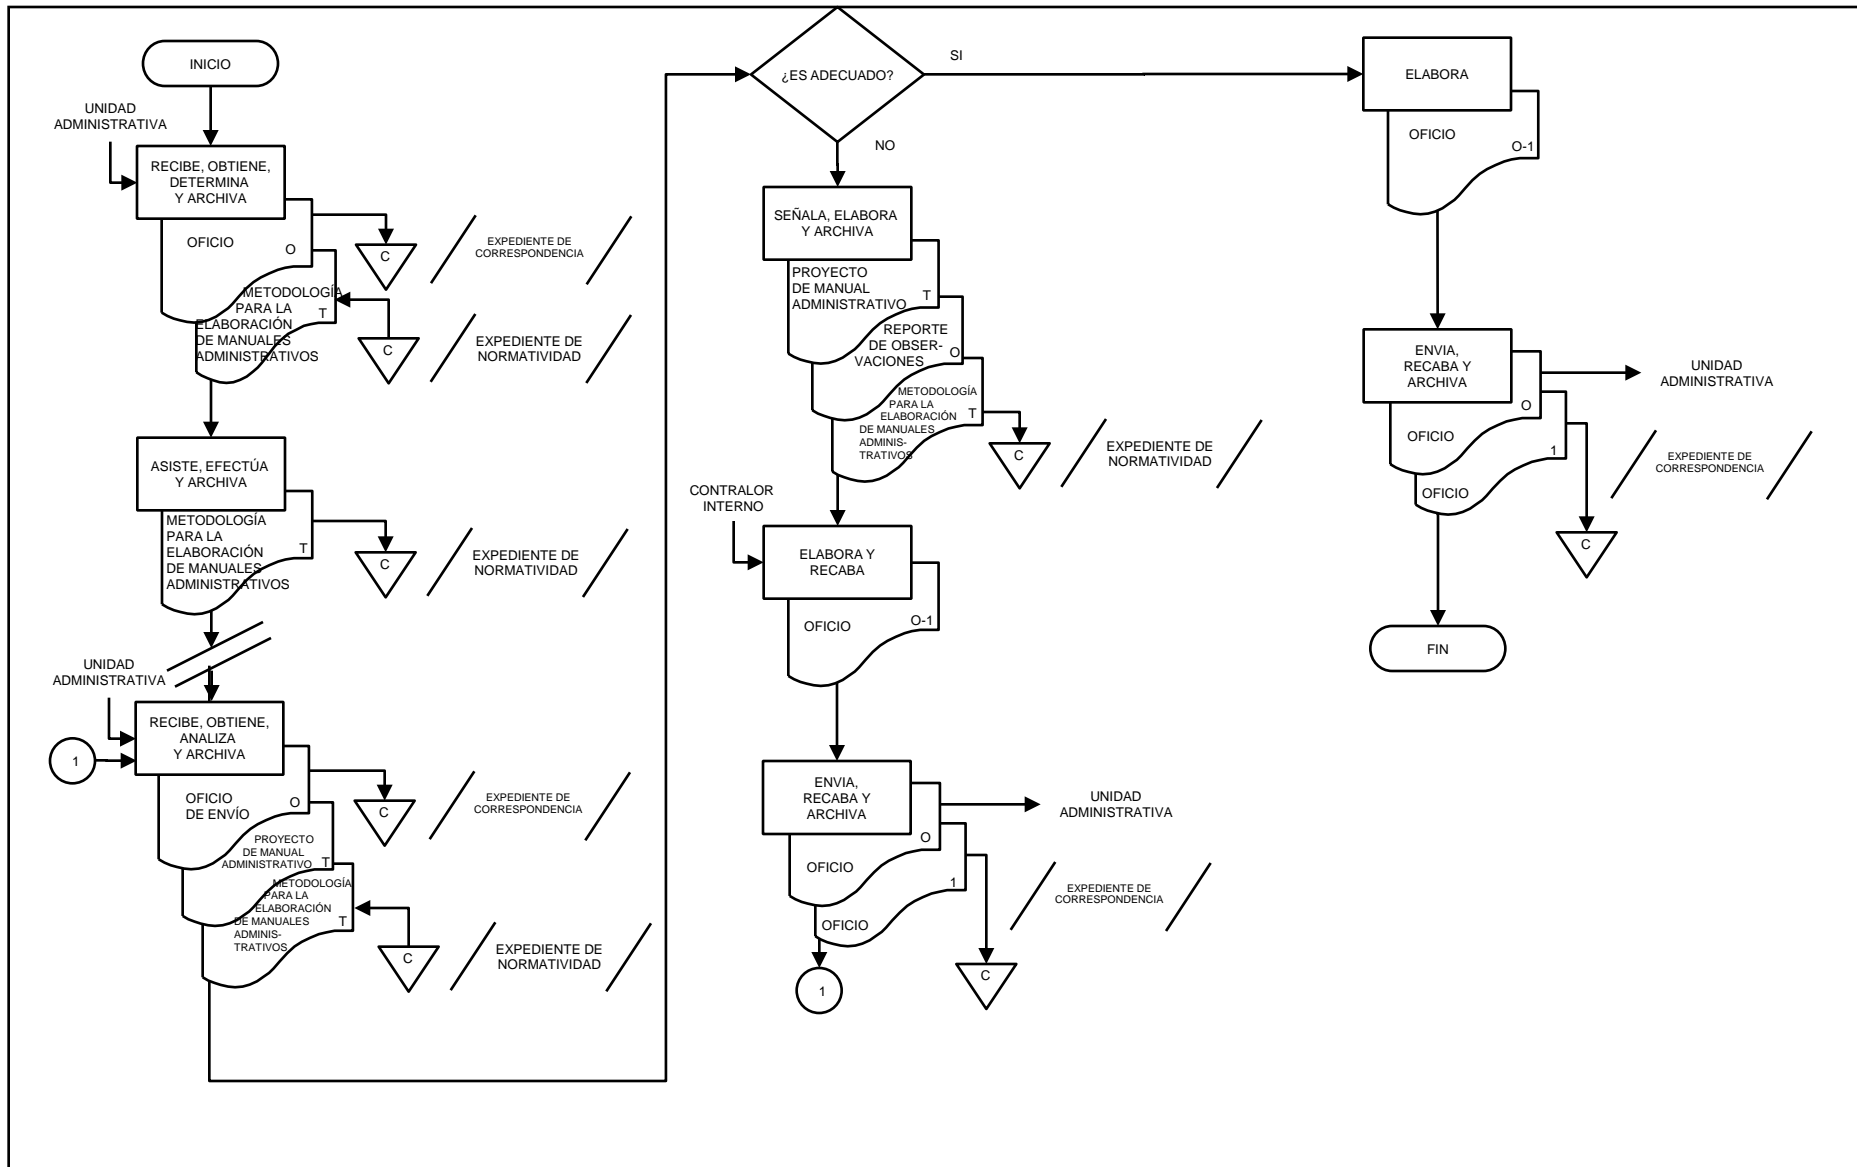 INICIO
UNIDAD
ADMINISTRATIVA
RECIBE, OBTIENE,
DETERMINA
Y ARCHIVA
OFICIO
O
C
EXPEDIENTE DE
CORRESPONDENCIA
METODOLOGÍA
PARA LA
ELABORACIÓN
DE MANUALES
ADMINISTRATIVOS
T
C
EXPEDIENTE DE
NORMATIVIDAD
ASISTE, EFECTÚA
Y ARCHIVA
METODOLOGÍA
PARA LA
ELABORACIÓN
DE MANUALES
ADMINISTRATIVOS
T
C
EXPEDIENTE DE
NORMATIVIDAD
UNIDAD
ADMINISTRATIVA
RECIBE, OBTIENE,
ANALIZA
Y ARCHIVA
1
OFICIO
DE ENVÍO
O
C
EXPEDIENTE DE
CORRESPONDENCIA
PROYECTO
DE MANUAL
ADMINISTRATIVO
T
METODOLOGÍA
PARA LA
ELABORACIÓN
DE MANUALES
ADMINIS-
TRATIVOS
T
C
EXPEDIENTE DE
NORMATIVIDAD
¿ES ADECUADO?
SI
NO
SEÑALA, ELABORA
Y ARCHIVA
PROYECTO
DE MANUAL
ADMINISTRATIVO
T
REPORTE
DE OBSER-
VACIONES
O
METODOLOGÍA
PARA LA
ELABORACIÓN
DE MANUALES
ADMINIS-
TRATIVOS
T
C
EXPEDIENTE DE
NORMATIVIDAD
CONTRALOR
INTERNO
ELABORA Y
RECABA
OFICIO
O-1
ENVIA,
RECABA Y
ARCHIVA
UNIDAD
ADMINISTRATIVA
O
OFICIO
1
OFICIO
C
EXPEDIENTE DE
CORRESPONDENCIA
1
ELABORA
OFICIO
O-1
ENVIA,
RECABA Y
ARCHIVA
UNIDAD
ADMINISTRATIVA
O
OFICIO
1
OFICIO
C
EXPEDIENTE DE
CORRESPONDENCIA
FIN